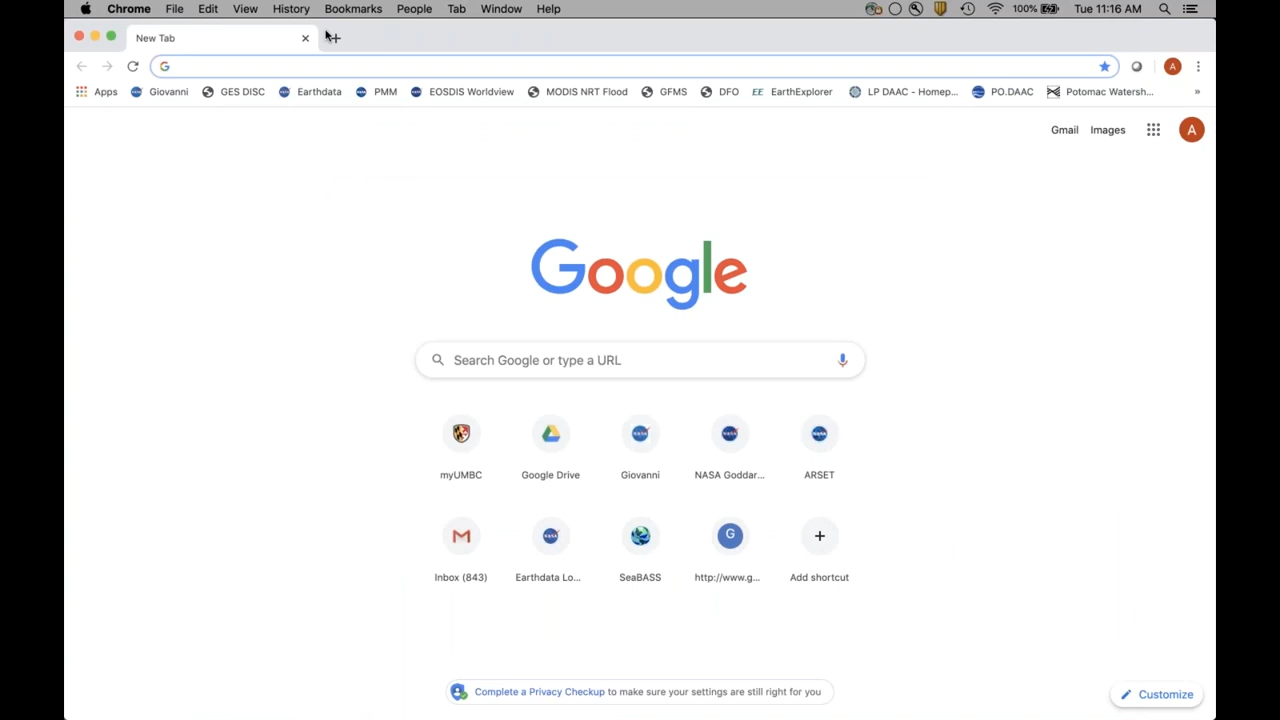 Chrome File Edit View History Bookmarks People Tab Window Help 100% Tue 11:16 AM
New Tab
G A
Apps Giovanni GES DISC Earthdata PMM EOSDIS Worldview MODIS NRT Flood GFMS DFO EE EarthExplorer LP DAAC - Homep... PO.DAAC Potomac Watersh... »
Gmail Images A
Google
Search Google or type a URL
myUMBC Google Drive Giovanni NASA Goddar... ARSET
G
Inbox (843) Earthdata Lo... SeaBASS http://www.g... Add shortcut
Complete a Privacy Checkup to make sure your settings are still right for you
Customize